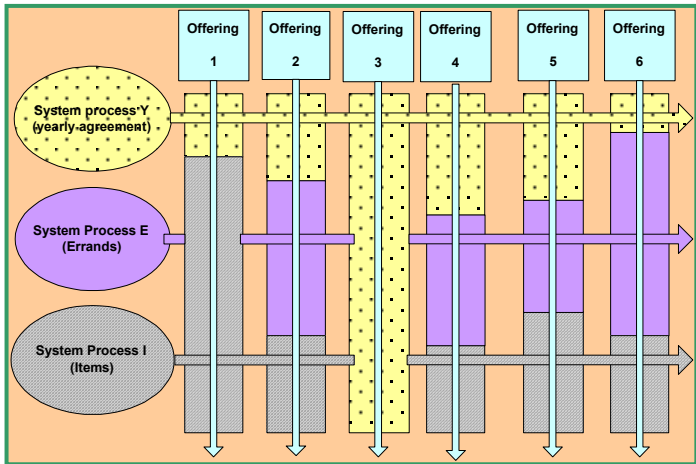 Offering
1
Offering
2
Offering
3
Offering
4
Offering
5
Offering
6
System process Y
(yearly-agreement)
System Process E
(Errands)
System Process I
(Items)